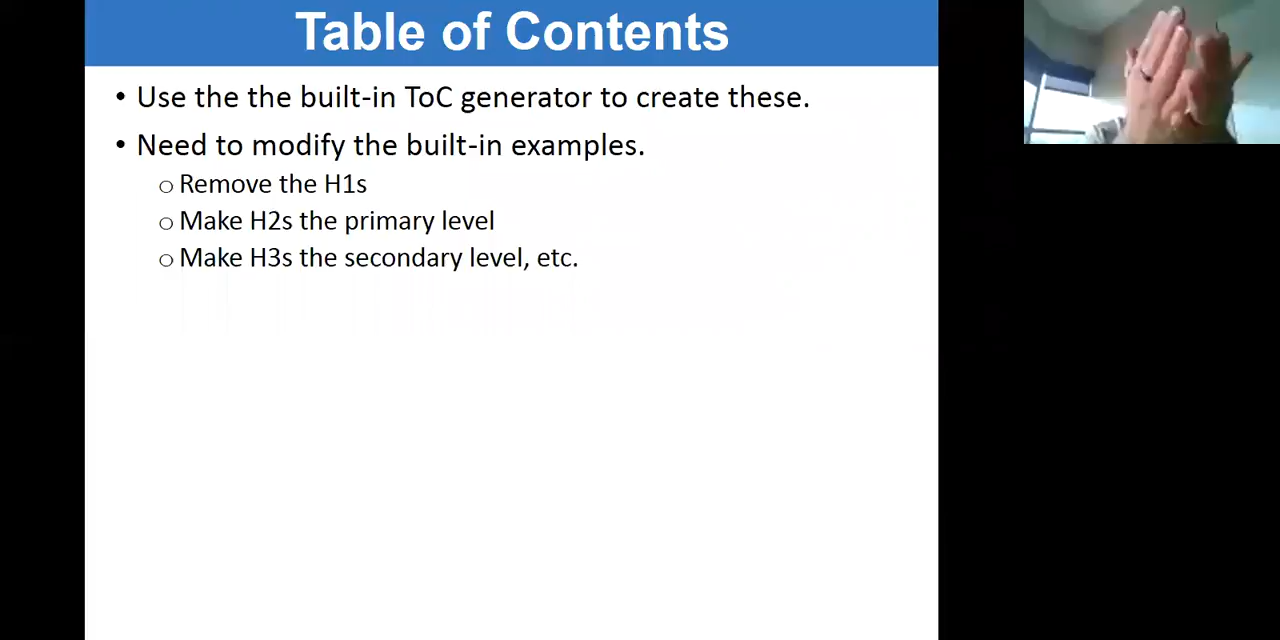 Table of Contents
• Use the the built-in ToC generator to create these.
• Need to modify the built-in examples.
o Remove the H1s
o Make H2s the primary level
o Make H3s the secondary level, etc.